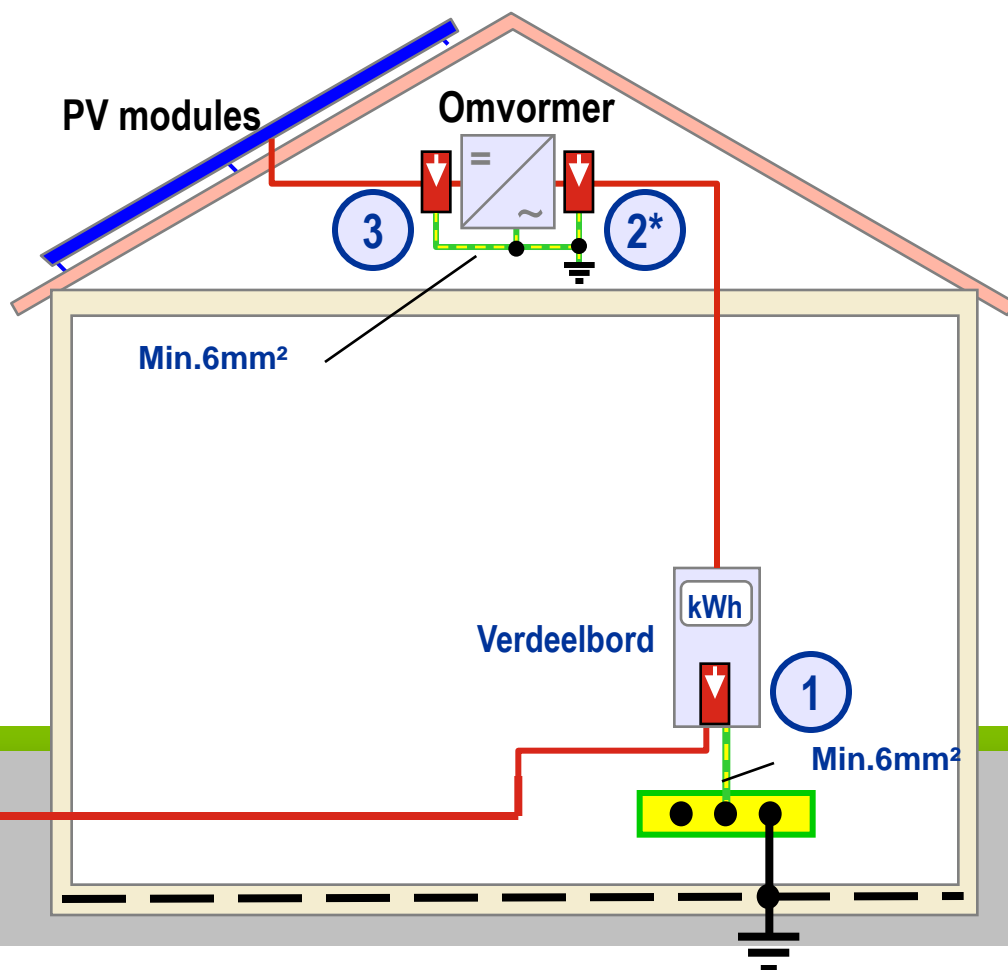 PV modules
Omvormer
=
~
3
2*
Min.6mm²
kWh
Verdeelbord
1
Min.6mm²